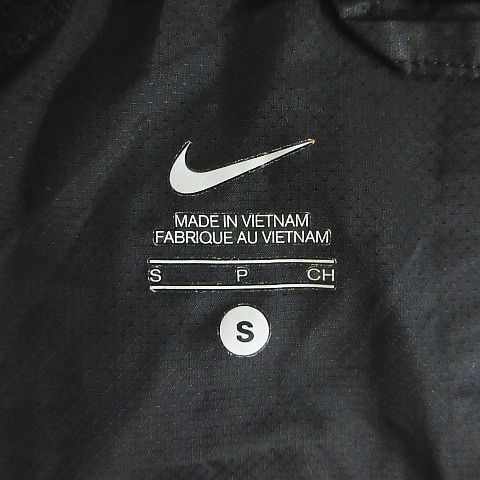 MADE IN VIETNAM
FABRIQUE AU VIETNAM
S P CH
S